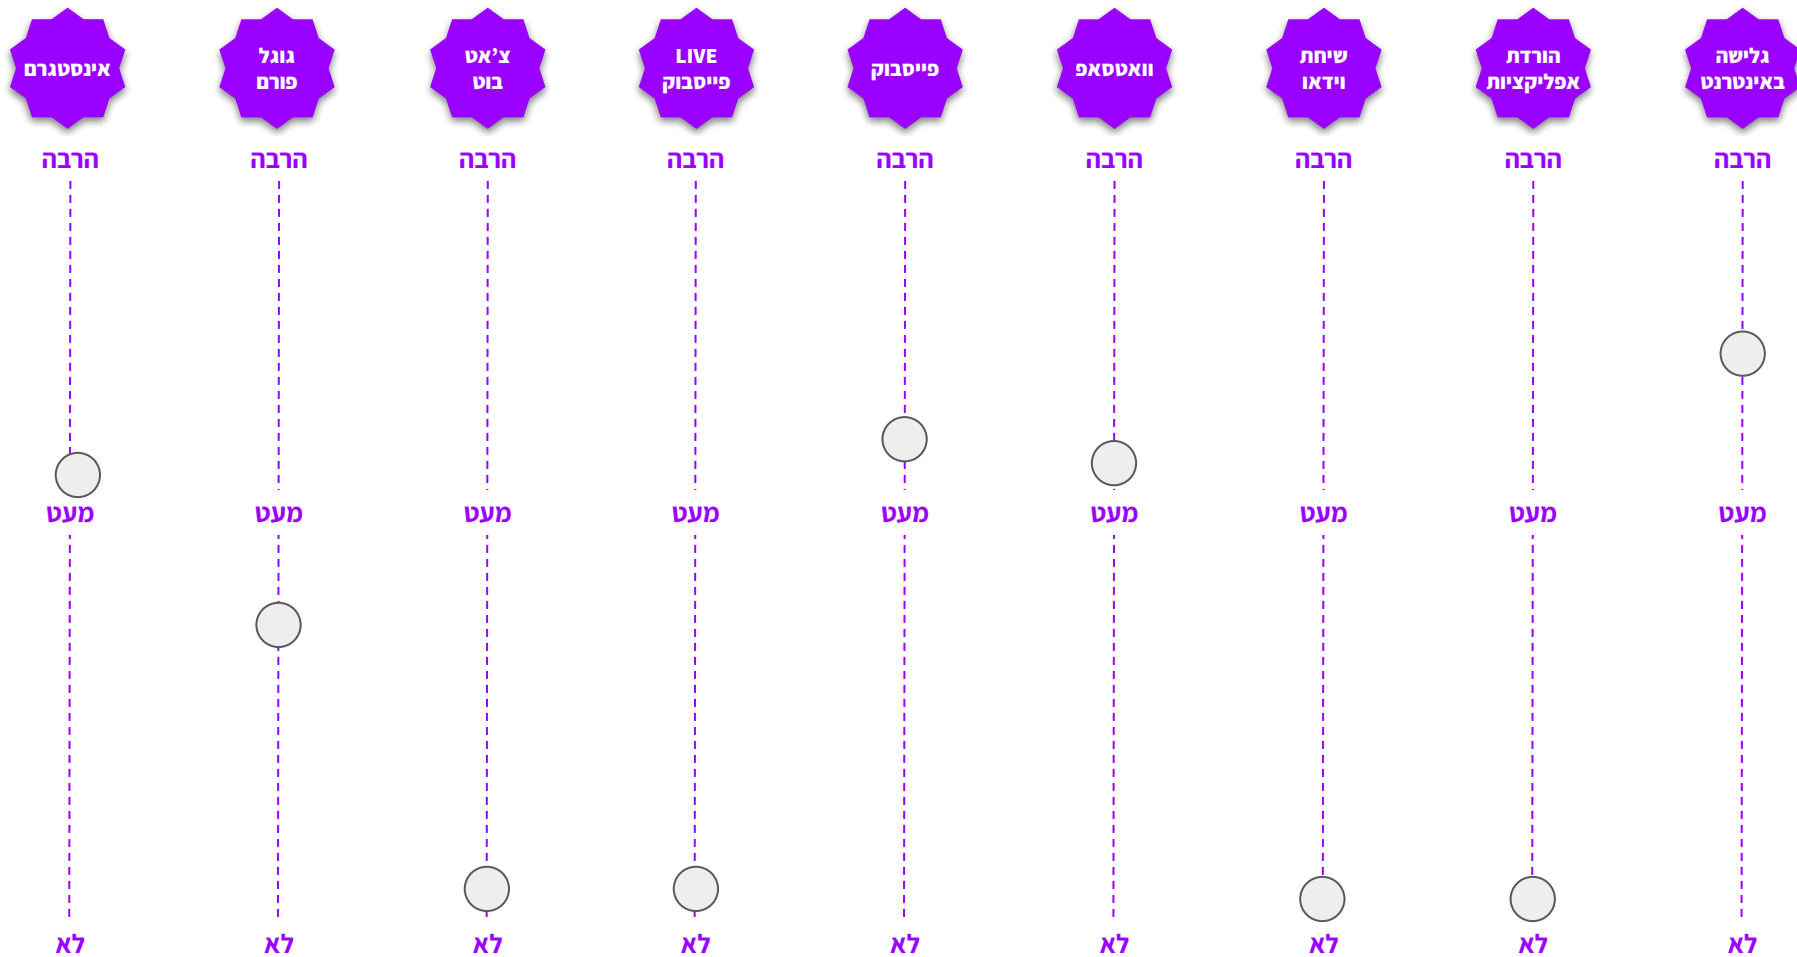 גלישה
באינטרנט
הורדת
אפליקציות
שיחת
וידאו
וואטסאפ
פייסבוק
LIVE
פייסבוק
צ’אט
בוט
גוגל
פורם
אינסטגרם
הרבה הרבה הרבה הרבה הרבה הרבה הרבה הרבה הרבה
מעט מעט מעט מעט מעט מעט מעט מעט מעט
לא לא לא לא לא לא לא לא לא